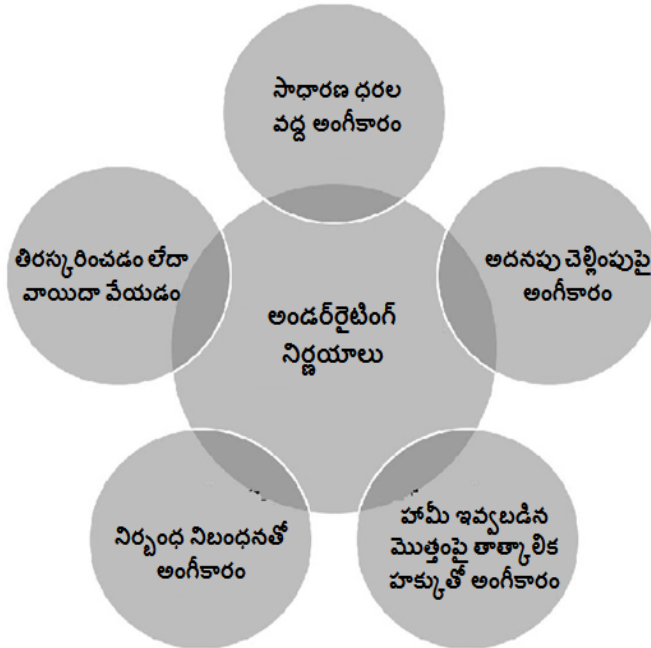 సాధారణ ధరల
వద్ద అంగీకారం
తిరస్కరించడం లేదా
వాయిదా వేయడం
అదనపు చెల్లింపుపై
అంగీకారం
అండర్‌రైటింగ్
నిర్ణయాలు
నిర్బంధ నిబంధనతో
అంగీకారం
హామీ ఇవ్వబడిన
మొత్తంపై తాత్కాలిక
హక్కుతో అంగీకారం